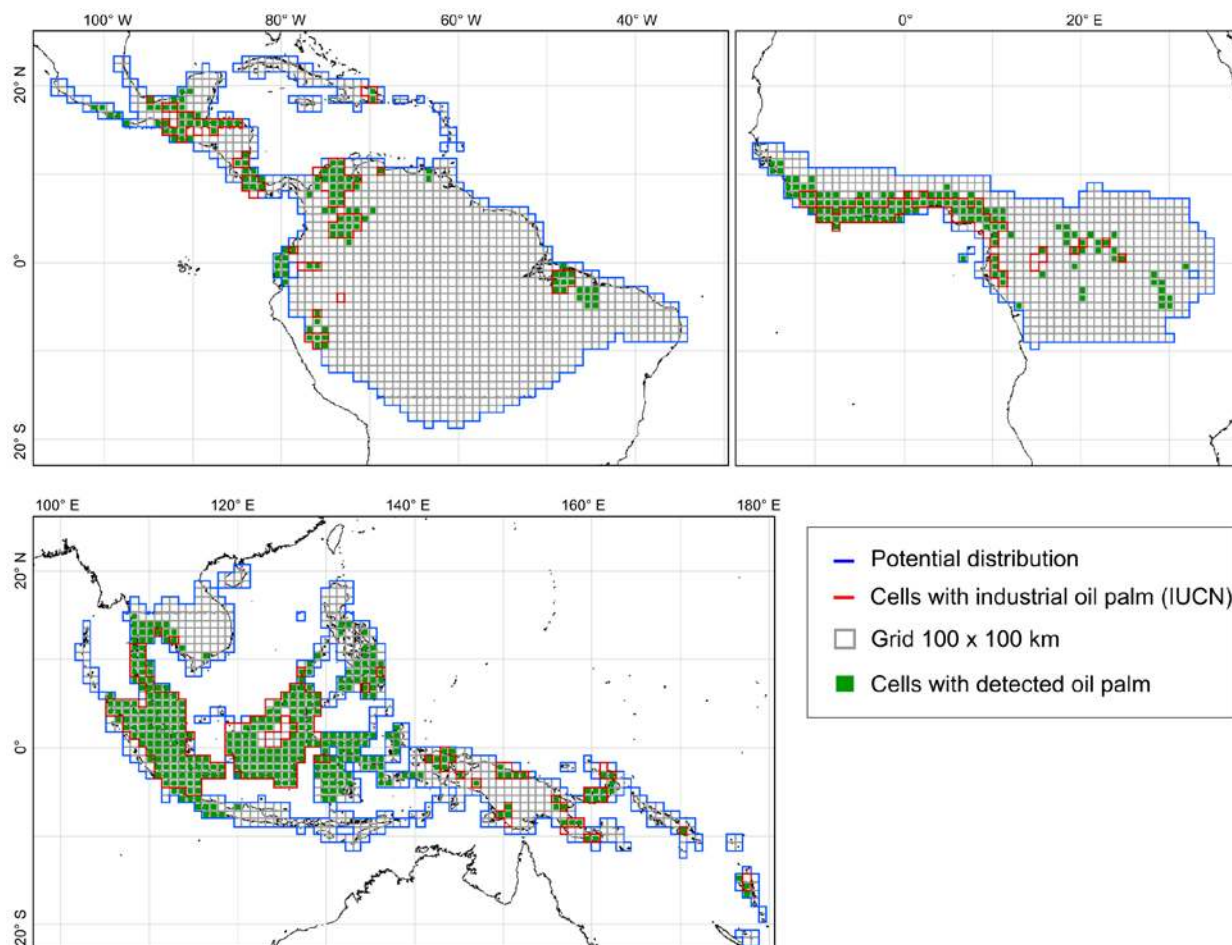 100° W 80° W 60° W 40° W 0° 20° E
20° N
0°
20° S
100° E 120° E 140° E 160° E 180° E
20° N
0°
20° S
Potential distribution
Cells with industrial oil palm (IUCN)
Grid 100 x 100 km
Cells with detected oil palm